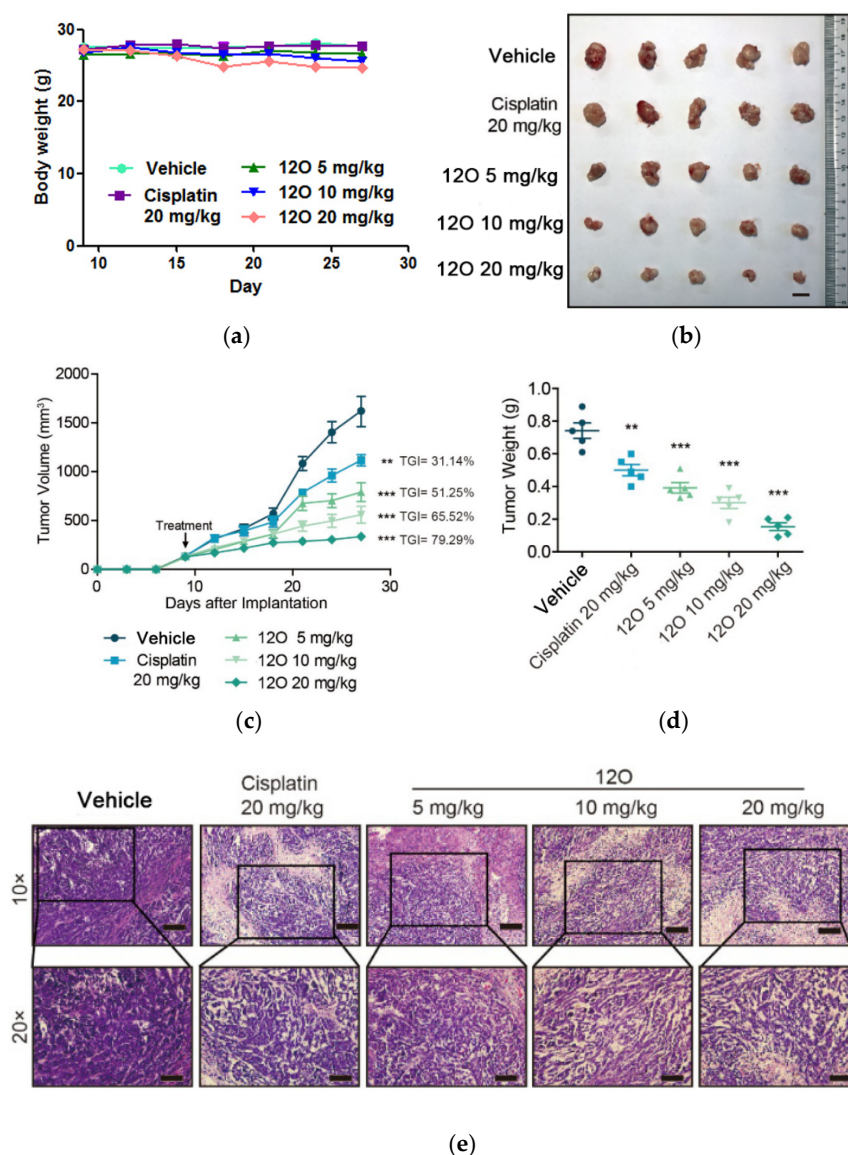 30
20
10
0
Body weight (g)
Vehicle
Cisplatin
20 mg/kg
12O 5 mg/kg
12O 10 mg/kg
12O 20 mg/kg
10 15 20 25 30
Day
(a)
Vehicle
Cisplatin
20 mg/kg
12O 5 mg/kg
12O 10 mg/kg
12O 20 mg/kg
(b)
2000
1500
1000
500
0
Tumor Volume (mm³)
Treatment
** TGI= 31.14%
*** TGI= 51.25%
*** TGI= 65.52%
*** TGI= 79.29%
0 10 20 30
Days after Implantation
Vehicle
Cisplatin
20 mg/kg
12O 5 mg/kg
12O 10 mg/kg
12O 20 mg/kg
(c)
1.0
0.8
0.6
0.4
0.2
0.0
Tumor Weight (g)
**
***
***
***
Vehicle
Cisplatin 20 mg/kg
12O 5 mg/kg
12O 10 mg/kg
12O 20 mg/kg
(d)
Vehicle
Cisplatin
20 mg/kg
12O
5 mg/kg 10 mg/kg 20 mg/kg
10×
20×
(e)